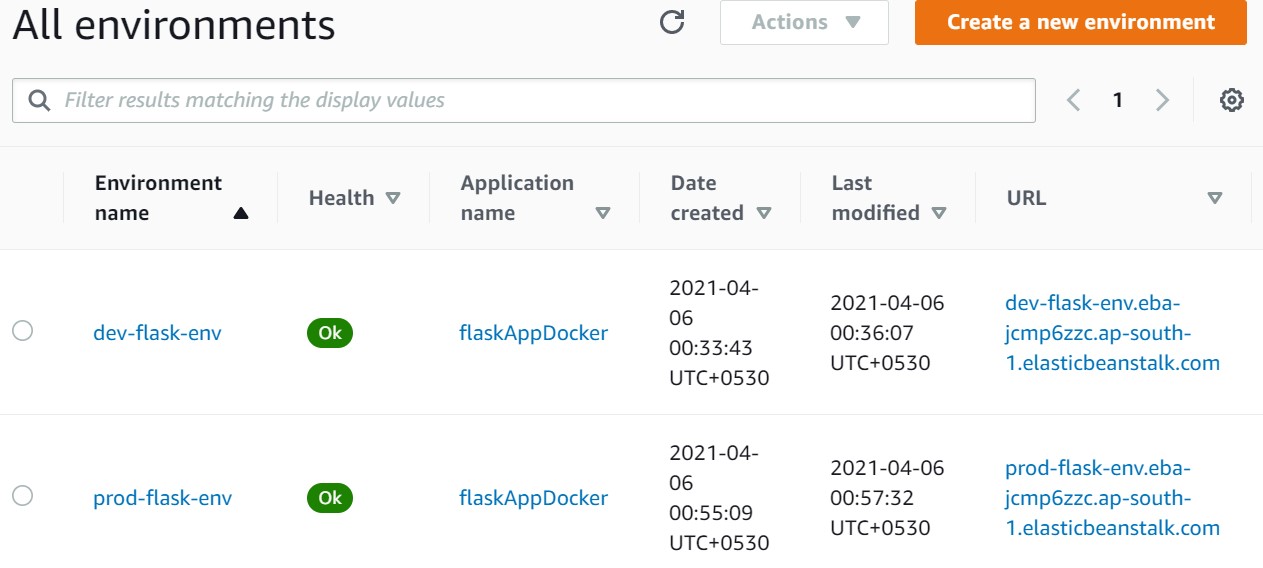 All environments
Actions
Create a new environment
Filter results matching the display values
1
Environment name
Health
Application name
Date created
Last modified
URL
dev-flask-env
Ok
flaskAppDocker
2021-04-
06
00:33:43
UTC+0530
2021-04-06
00:36:07
UTC+0530
dev-flask-env.eba-
jcmp6zzc.ap-south-
1.elasticbeanstalk.com
prod-flask-env
Ok
flaskAppDocker
2021-04-
06
00:55:09
UTC+0530
2021-04-06
00:57:32
UTC+0530
prod-flask-env.eba-
jcmp6zzc.ap-south-
1.elasticbeanstalk.com